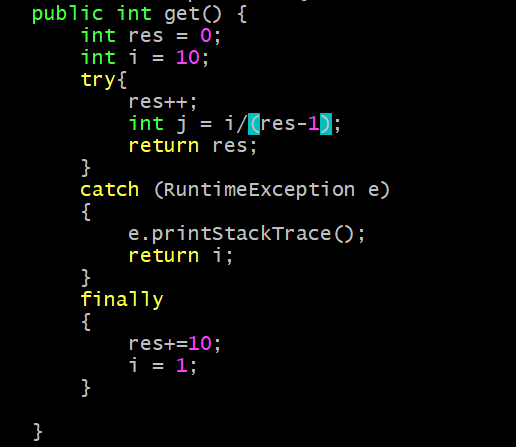 public int get() {
int res = 0;
int i = 10;
try{
res++;
int j = i/(res-1);
return res;
}
catch (RuntimeException e)
{
e.printStackTrace();
return i;
}
finally
{
res+=10;
i = 1;
}
}